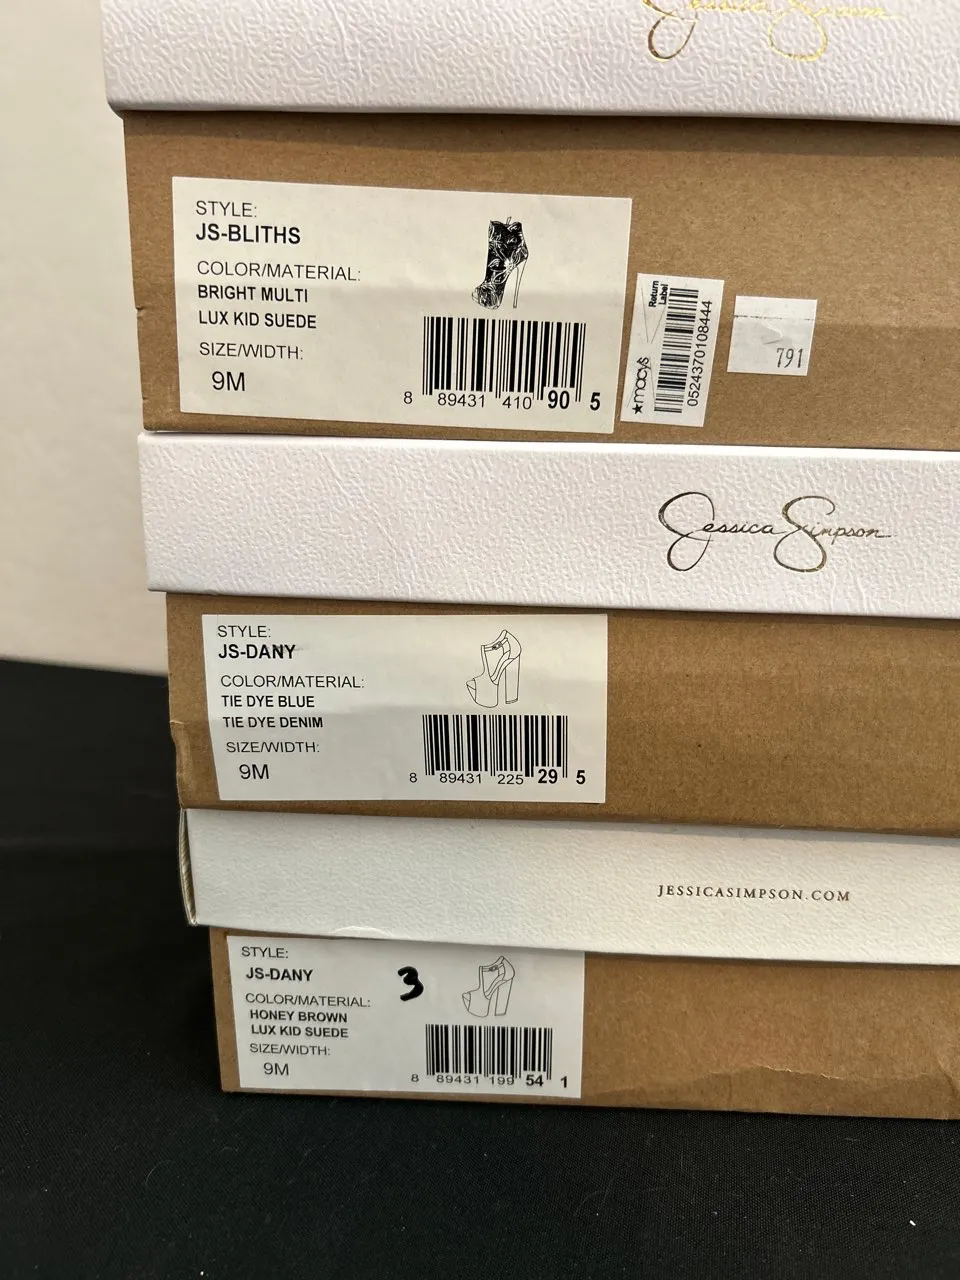 Jessica Simpson
STYLE:
JS-BLITHS
COLOR/MATERIAL:
BRIGHT MULTI
LUX KID SUEDE
SIZE/WIDTH:
9M
8 89431 410 90 5
Return
Label
★macys
0524370108444
791
Jessica Simpson
STYLE:
JS-DANY
COLOR/MATERIAL:
TIE DYE BLUE
TIE DYE DENIM
SIZE/WIDTH:
9M
8 89431 225 29 5
JESSICASIMPSON.COM
STYLE:
JS-DANY
3
COLOR/MATERIAL:
HONEY BROWN
LUX KID SUEDE
SIZE/WIDTH:
9M
8 89431 199 54 1